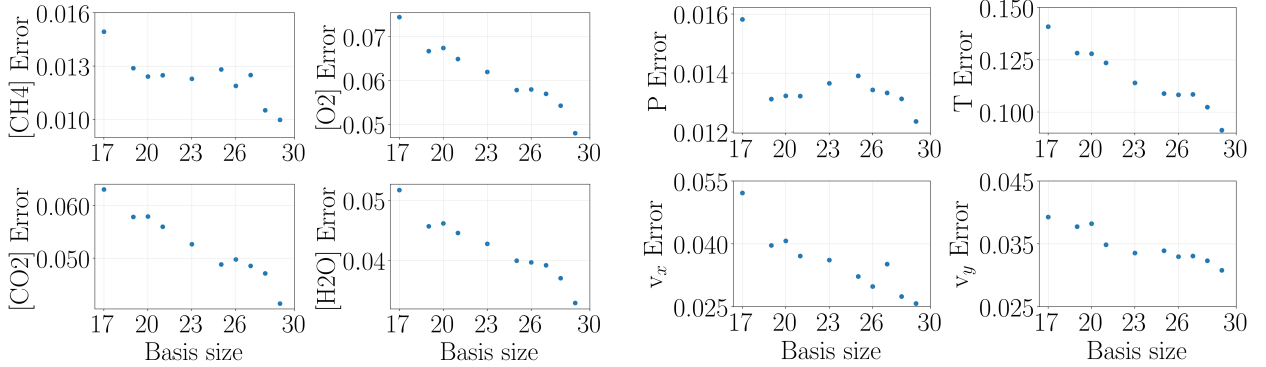 [CH4] Error
0.016
0.013
0.010
17 20 23 26 30
[O2] Error
0.07
0.06
0.05
17 20 23 26 30
P Error
0.016
0.014
0.012
17 20 23 26 30
T Error
0.150
0.125
0.100
17 20 23 26 30
[CO2] Error
0.060
0.050
17 20 23 26 30
Basis size
[H2O] Error
0.05
0.04
17 20 23 26 30
Basis size
vx Error
0.055
0.040
0.025
17 20 23 26 30
Basis size
vy Error
0.045
0.035
0.025
17 20 23 26 30
Basis size